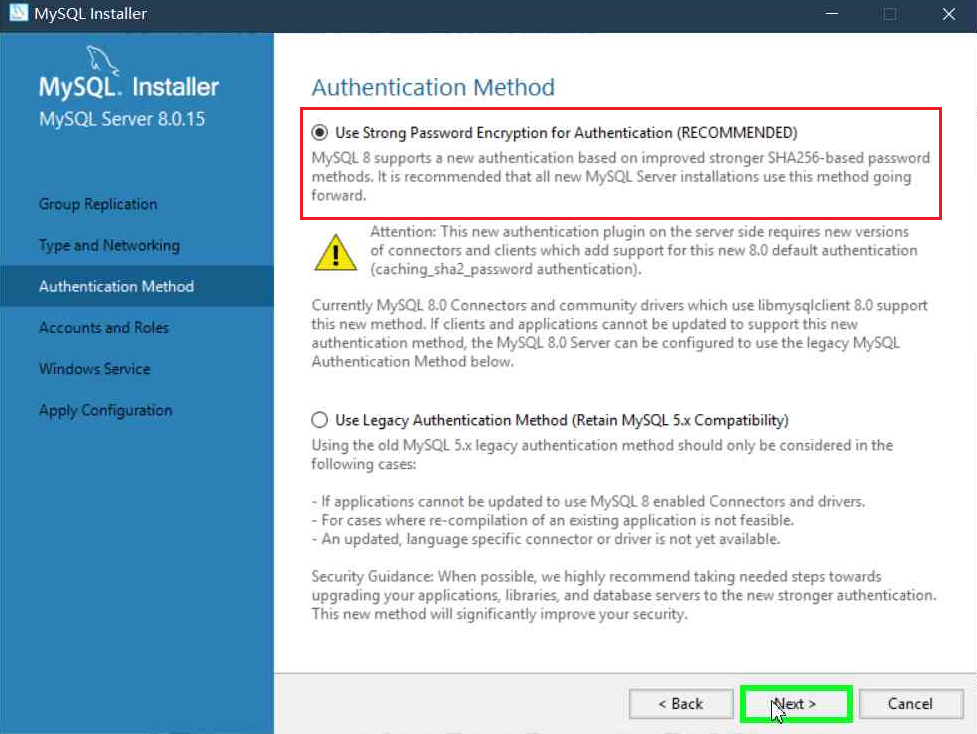 MySQL Installer
MySQL. Installer
MySQL Server 8.0.15
Group Replication
Type and Networking
Authentication Method
Accounts and Roles
Windows Service
Apply Configuration
Authentication Method
Use Strong Password Encryption for Authentication (RECOMMENDED)
MySQL 8 supports a new authentication based on improved stronger SHA256-based password
methods. It is recommended that all new MySQL Server installations use this method going
forward.
Attention: This new authentication plugin on the server side requires new versions
of connectors and clients which add support for this new 8.0 default authentication
(caching_sha2_password authentication).
Currently MySQL 8.0 Connectors and community drivers which use libmysqlclient 8.0 support
this new method. If clients and applications cannot be updated to support this new
authentication method, the MySQL 8.0 Server can be configured to use the legacy MySQL
Authentication Method below.
Use Legacy Authentication Method (Retain MySQL 5.x Compatibility)
Using the old MySQL 5.x legacy authentication method should only be considered in the
following cases:
- If applications cannot be updated to use MySQL 8 enabled Connectors and drivers.
- For cases where re-compilation of an existing application is not feasible.
- An updated, language specific connector or driver is not yet available.
Security Guidance: When possible, we highly recommend taking needed steps towards
upgrading your applications, libraries, and database servers to the new stronger authentication.
This new method will significantly improve your security.
< Back
Next >
Cancel